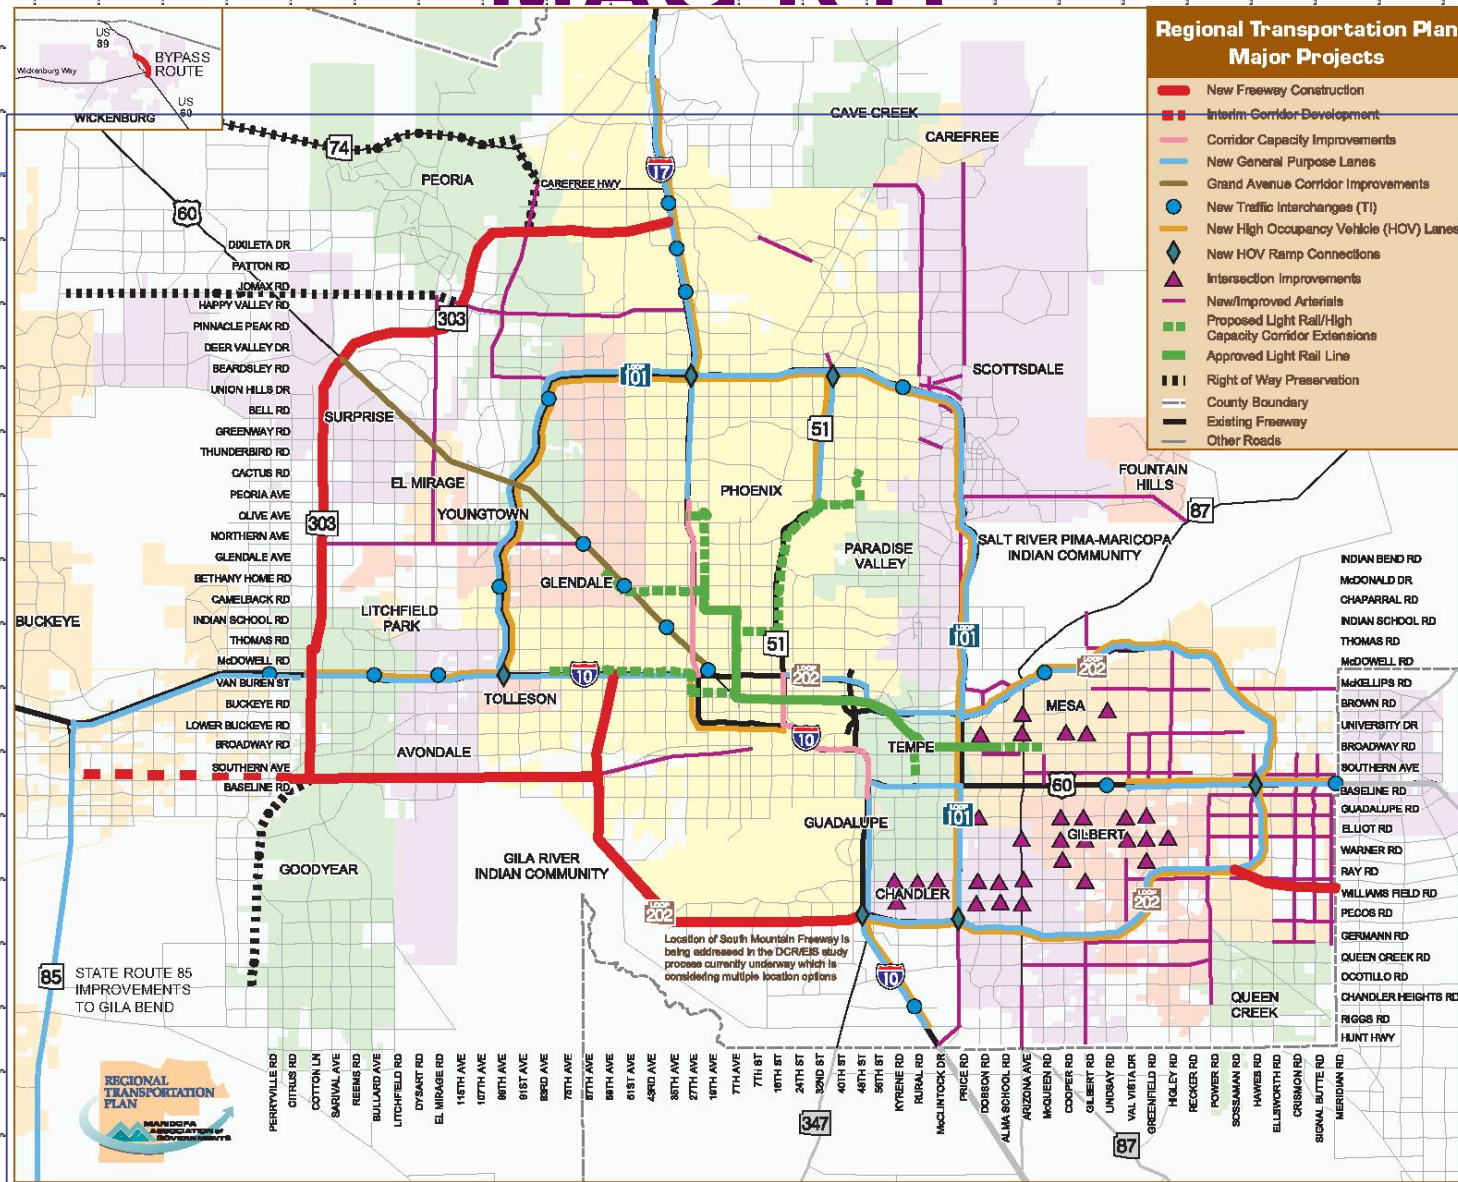 US
89
BYPASS
ROUTE
Wickenburg Way
US
60
WICKENBURG
Regional Transportation Plan
Major Projects
New Freeway Construction
Interim Corridor Development
Corridor Capacity Improvements
New General Purpose Lanes
Grand Avenue Corridor Improvements
New Traffic Interchanges (TI)
New High Occupancy Vehicle (HOV) Lanes
New HOV Ramp Connections
Intersection Improvements
New/Improved Arterials
Proposed Light Rail/High
Capacity Corridor Extensions
Approved Light Rail Line
Right of Way Preservation
County Boundary
Existing Freeway
Other Roads
CAVE CREEK
CAREFREE
74
17
PEORIA
CAREFREE HWY
60
303
LOOP
101
SCOTTSDALE
51
SURPRISE
FOUNTAIN
HILLS
EL MIRAGE
PHOENIX
YOUNGTOWN
87
303
SALT RIVER PIMA-MARICOPA
INDIAN COMMUNITY
PARADISE
VALLEY
GLENDALE
LITCHFIELD
PARK
BUCKEYE
51
LOOP
101
LOOP
202
LOOP
202
10
TOLLESON
MESA
10
TEMPE
AVONDALE
60
LOOP
101
GUADALUPE
GILBERT
GOODYEAR
GILA RIVER
INDIAN COMMUNITY
CHANDLER
LOOP
202
LOOP
202
Location of South Mountain Freeway is
being addressed in the DCR/EIS study
process currently underway which is
considering multiple location options
10
85
STATE ROUTE 85
IMPROVEMENTS
TO GILA BEND
QUEEN
CREEK
347
87
DIXILETA DR
PATTON RD
JOMAX RD
HAPPY VALLEY RD
PINNACLE PEAK RD
DEER VALLEY DR
BEARDSLEY RD
UNION HILLS DR
BELL RD
GREENWAY RD
THUNDERBIRD RD
CACTUS RD
PEORIA AVE
OLIVE AVE
NORTHERN AVE
GLENDALE AVE
BETHANY HOME RD
CAMELBACK RD
INDIAN SCHOOL RD
THOMAS RD
McDOWELL RD
VAN BUREN ST
BUCKEYE RD
LOWER BUCKEYE RD
BROADWAY RD
SOUTHERN AVE
BASELINE RD
INDIAN BEND RD
McDONALD DR
CHAPARRAL RD
INDIAN SCHOOL RD
THOMAS RD
McDOWELL RD
McKELLIPS RD
BROWN RD
UNIVERSITY DR
BROADWAY RD
SOUTHERN AVE
BASELINE RD
GUADALUPE RD
ELLIOT RD
WARNER RD
RAY RD
WILLIAMS FIELD RD
PECOS RD
GERMANN RD
QUEEN CREEK RD
OCOTILLO RD
CHANDLER HEIGHTS RD
RIGGS RD
HUNT HWY
PERRYVILLE RD
CITRUS RD
COTTON LN
SARIVAL AVE
REEMS RD
BULLARD AVE
LITCHFIELD RD
DYSART RD
EL MIRAGE RD
115TH AVE
107TH AVE
99TH AVE
91ST AVE
83RD AVE
75TH AVE
67TH AVE
59TH AVE
51ST AVE
43RD AVE
35TH AVE
27TH AVE
19TH AVE
7TH AVE
7TH ST
16TH ST
24TH ST
32ND ST
40TH ST
48TH ST
56TH ST
KYRENE RD
RURAL RD
McCLINTOCK DR
PRICE RD
DOBSON RD
ALMA SCHOOL RD
ARIZONA AVE
McQUEEN RD
COOPER RD
GILBERT RD
LINDSAY RD
VAL VISTA DR
GREENFIELD RD
HIGLEY RD
RECKER RD
POWER RD
SOSSAMAN RD
HAWES RD
ELLSWORTH RD
CRISMON RD
SIGNAL BUTTE RD
MERIDIAN RD
REGIONAL
TRANSPORTATION
PLAN
MARICOPA
ASSOCIATION of
GOVERNMENTS